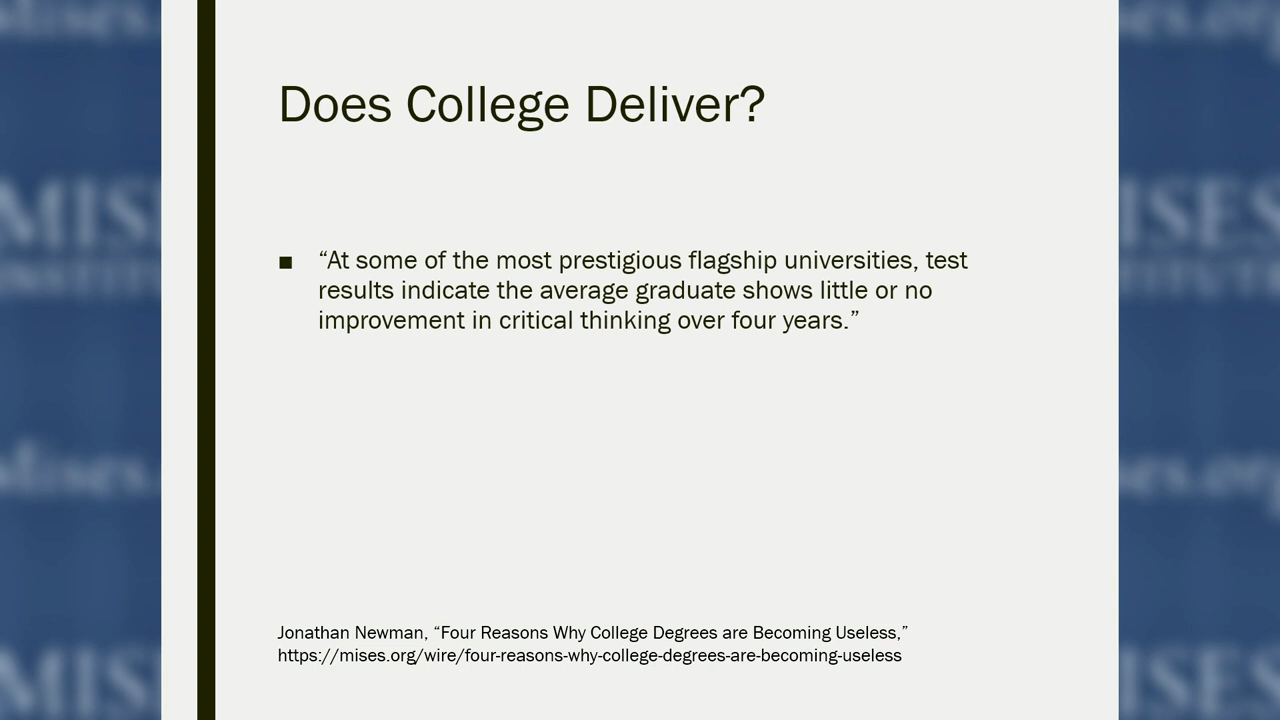 Does College Deliver?
■ “At some of the most prestigious flagship universities, test
results indicate the average graduate shows little or no
improvement in critical thinking over four years.”
Jonathan Newman, “Four Reasons Why College Degrees are Becoming Useless,”
https://mises.org/wire/four-reasons-why-college-degrees-are-becoming-useless